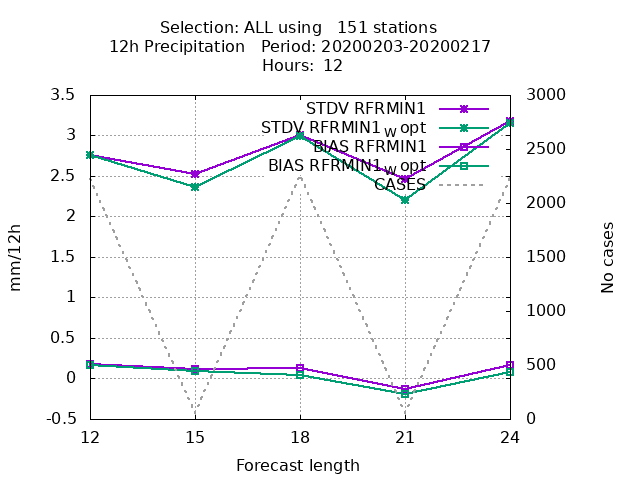 Selection: ALL using   151 stations
12h Precipitation   Period: 20200203-20200217
Hours:  12
3.5
3
2.5
2
1.5
1
0.5
0
-0.5
3000
2500
2000
1500
1000
500
0
STDV RFRMIN1
STDV RFRMIN1_w opt
BIAS RFRMIN1
BIAS RFRMIN1_w opt
CASES
mm/12h
No cases
12 15 18 21 24
Forecast length